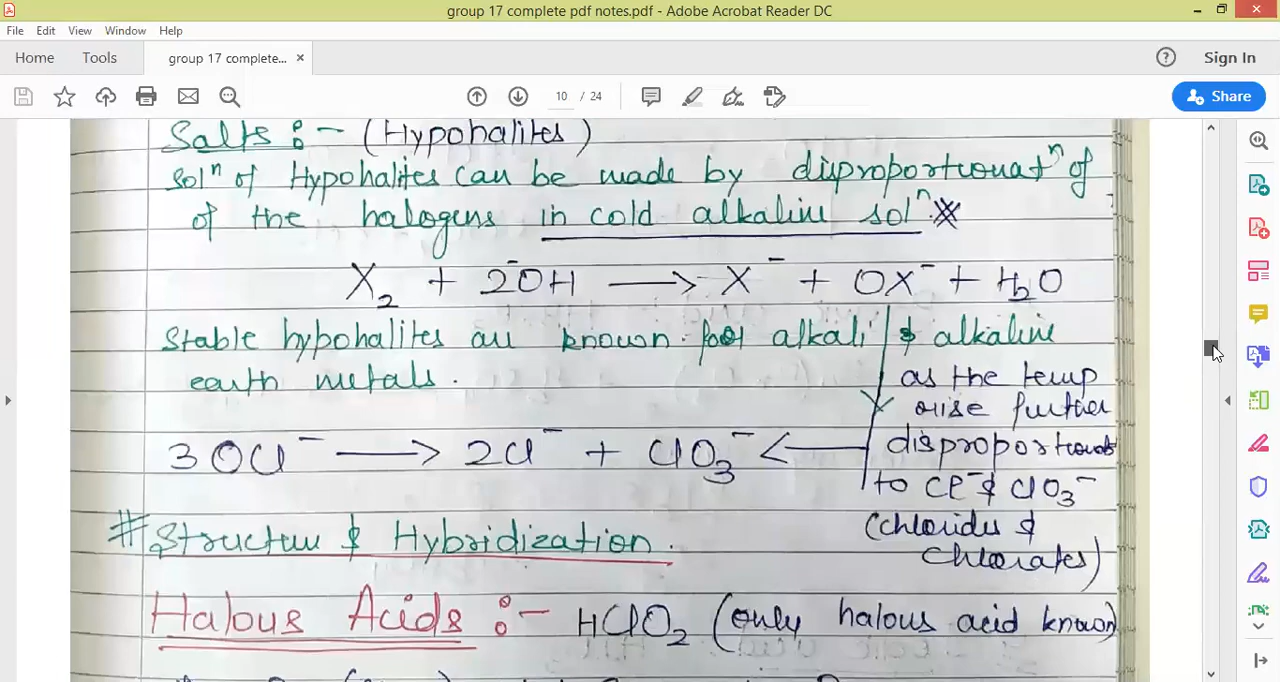 group 17 complete pdf notes.pdf - Adobe Acrobat Reader DC
File Edit View Window Help
Home Tools group 17 complete... × Sign In
10 / 24 Share
Salts :- (Hypohalites)
Solⁿ of Hypohalites can be made by disproportionatⁿ of
of the halogens in cold alkaline solⁿ.
X₂ + 2⁻OH ⟶ X⁻ + OX⁻ + H₂O
Stable hypohalites are known for alkali & alkaline
earth metals.
as the temp
rise further
3OCl⁻ ⟶ 2Cl⁻ + ClO₃⁻ ⟵ disproportionate
to Cl⁻ & ClO₃⁻
(chlorides &
Chlorates)
# Structure & Hybridization.
Halous Acids :- HClO₂ (only halous acid known)